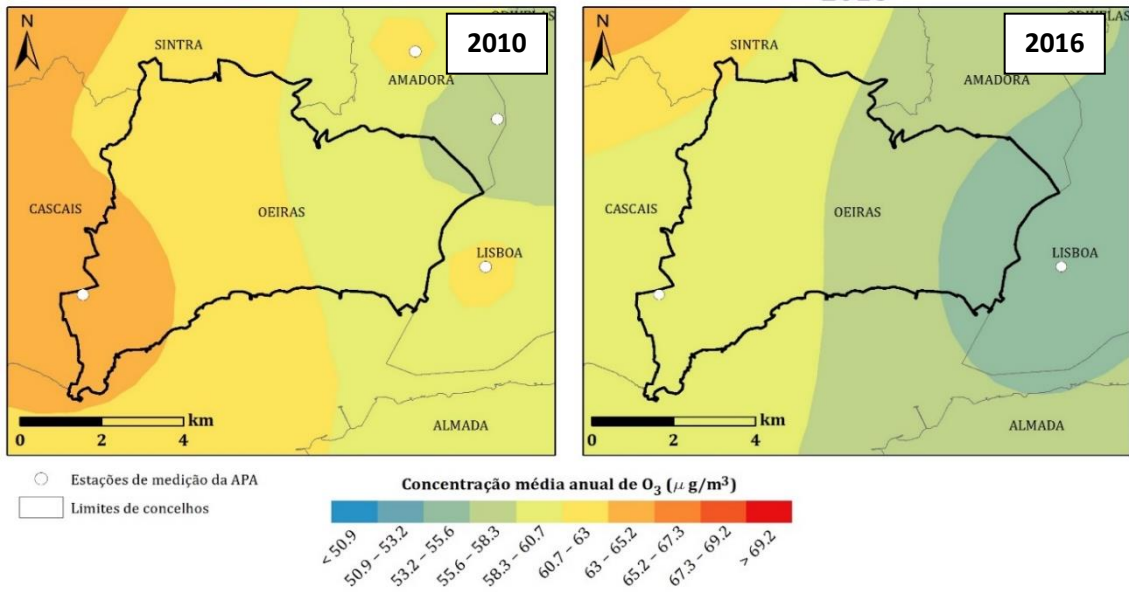 N
SINTRA
2010
AMADORA
CASCAIS
OEIRAS
LISBOA
km
0 2 4
ALMADA
N
SINTRA
2016
AMADORA
CASCAIS
OEIRAS
LISBOA
km
0 2 4
ALMADA
Estações de medição da APA
Limites de concelhos
Concentração média anual de O₃ (μ g/m³)
< 50.9
50.9 – 53.2
53.2 – 55.6
55.6 – 58.3
58.3 – 60.7
60.7 – 63
63 – 65.2
65.2 – 67.3
67.3 – 69.2
> 69.2